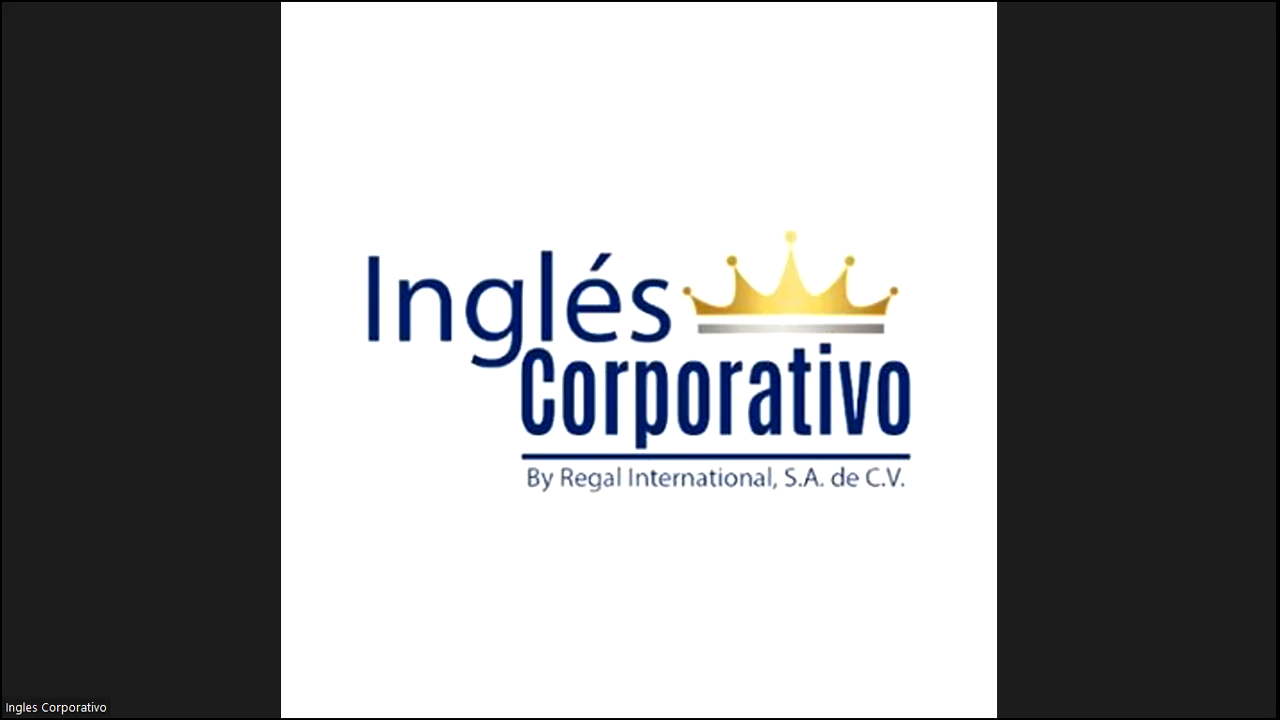 Inglés
Corporativo
By Regal International, S.A. de C.V.
Ingles Corporativo